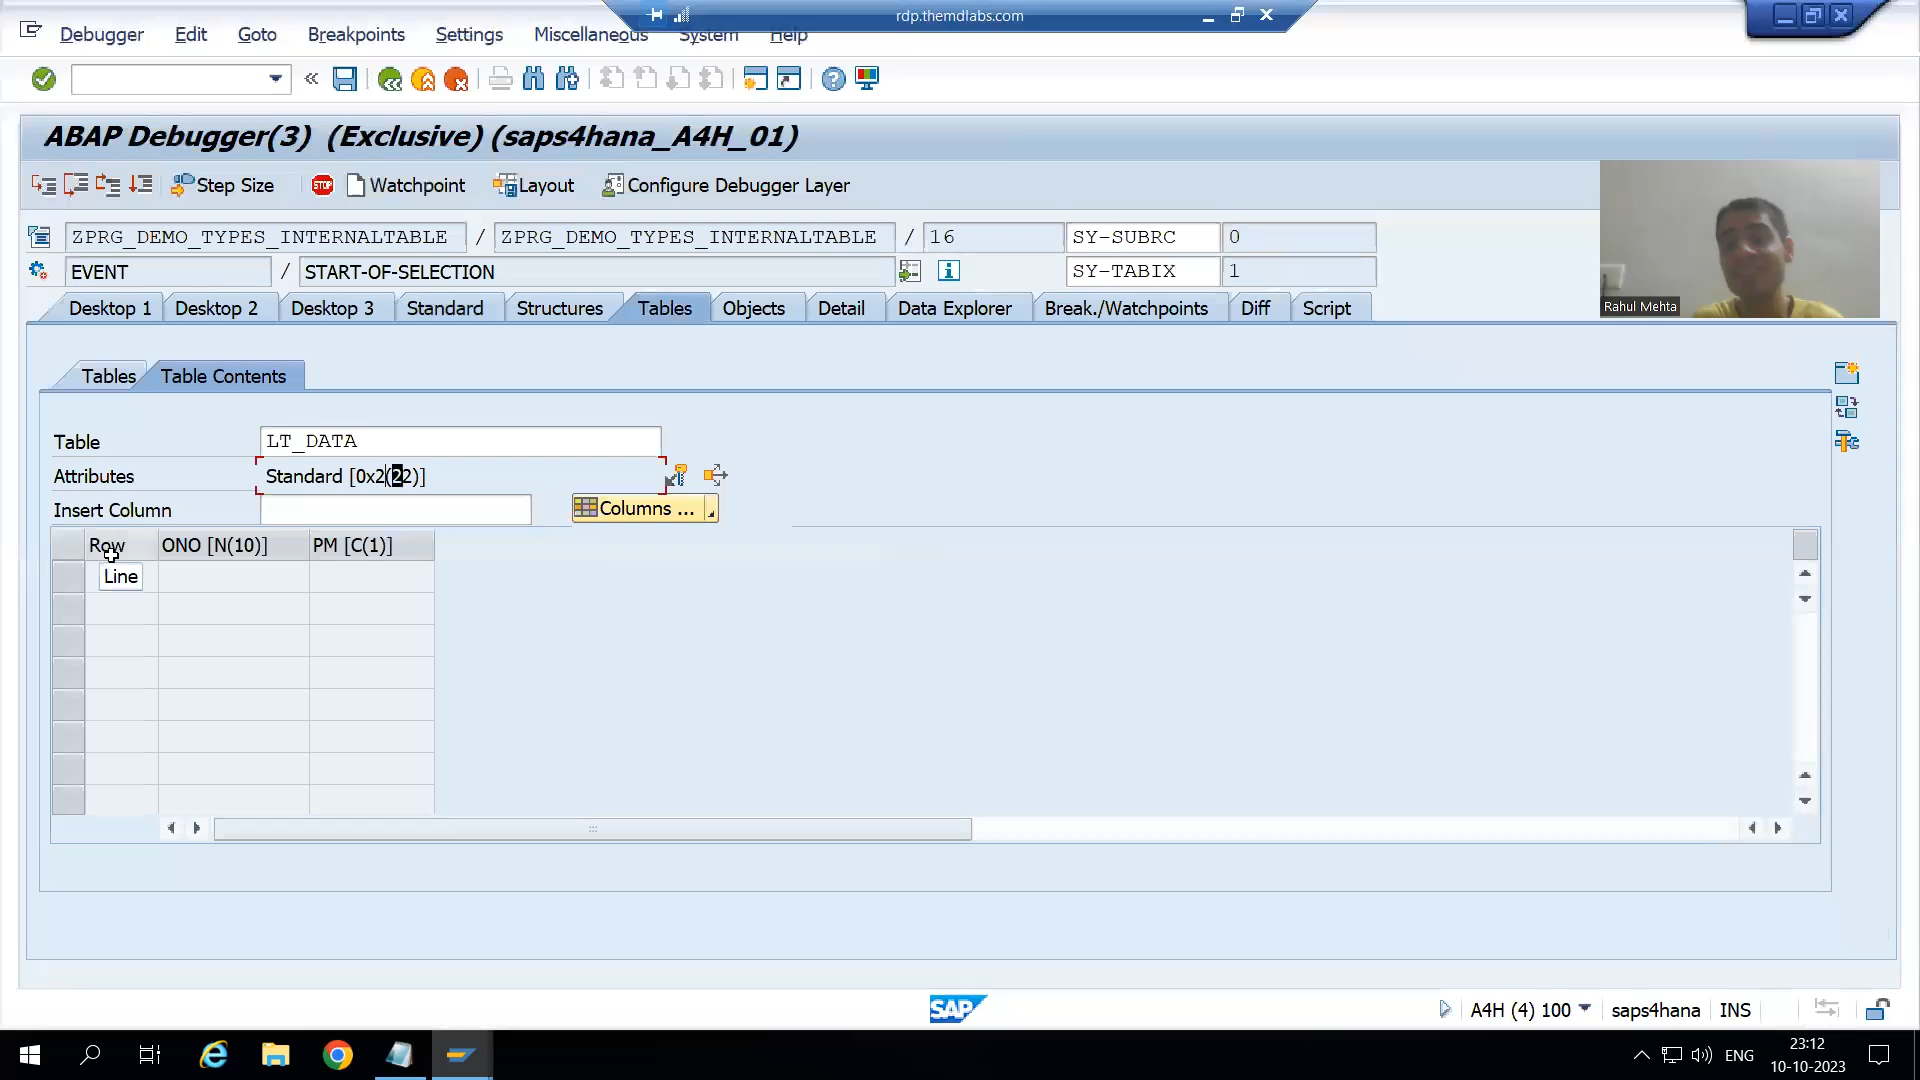 rdp.themdlabs.com
Debugger Edit Goto Breakpoints Settings Miscellaneous System Help
ABAP Debugger(3) (Exclusive) (saps4hana_A4H_01)
Step Size STOP Watchpoint Layout Configure Debugger Layer
ZPRG_DEMO_TYPES_INTERNALTABLE / ZPRG_DEMO_TYPES_INTERNALTABLE / 16 SY-SUBRC 0
EVENT / START-OF-SELECTION SY-TABIX 1
Rahul Mehta
Desktop 1 Desktop 2 Desktop 3 Standard Structures Tables Objects Detail Data Explorer Break./Watchpoints Diff Script
Tables Table Contents
Table LT_DATA
Attributes Standard [0x2(22)]
Insert Column Columns ...
Row ONO [N(10)] PM [C(1)]
Line
SAP A4H (4) 100 saps4hana INS
ENG 23:12
10-10-2023